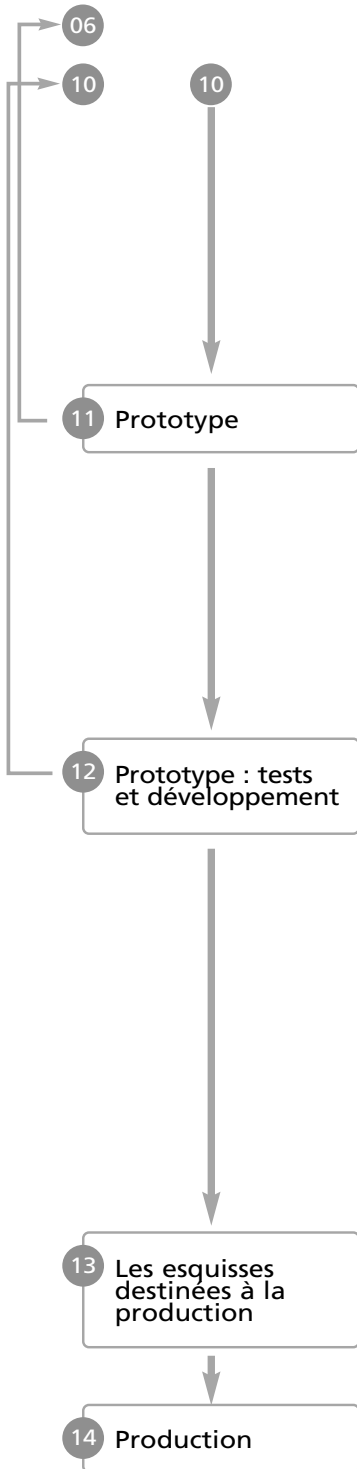 06
10
10
11 Prototype
12 Prototype : tests
et développement
13 Les esquisses
destinées à la
production
14 Production